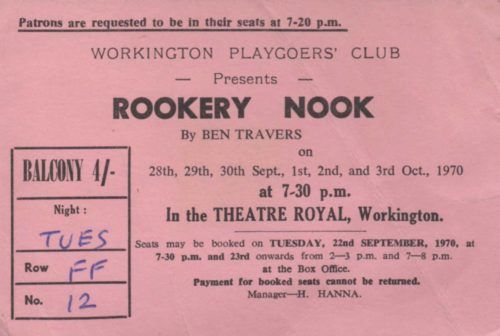 Patrons are requested to be in their seats at 7-20 p.m.
WORKINGTON PLAYGOERS' CLUB
— Presents —
ROOKERY NOOK
By BEN TRAVERS
on
28th, 29th, 30th Sept., 1st, 2nd, and 3rd Oct., 1970
at 7-30 p.m.
In the THEATRE ROYAL, Workington.
Seats may be booked on TUESDAY, 22nd SEPTEMBER, 1970, at
7-30 p.m. and 23rd onwards from 2—3 p.m. and 7—8 p.m.
at the Box Office.
Payment for booked seats cannot be returned.
Manager—H. HANNA.
BALCONY 4/-
Night :
TUES
Row FF
No. 12